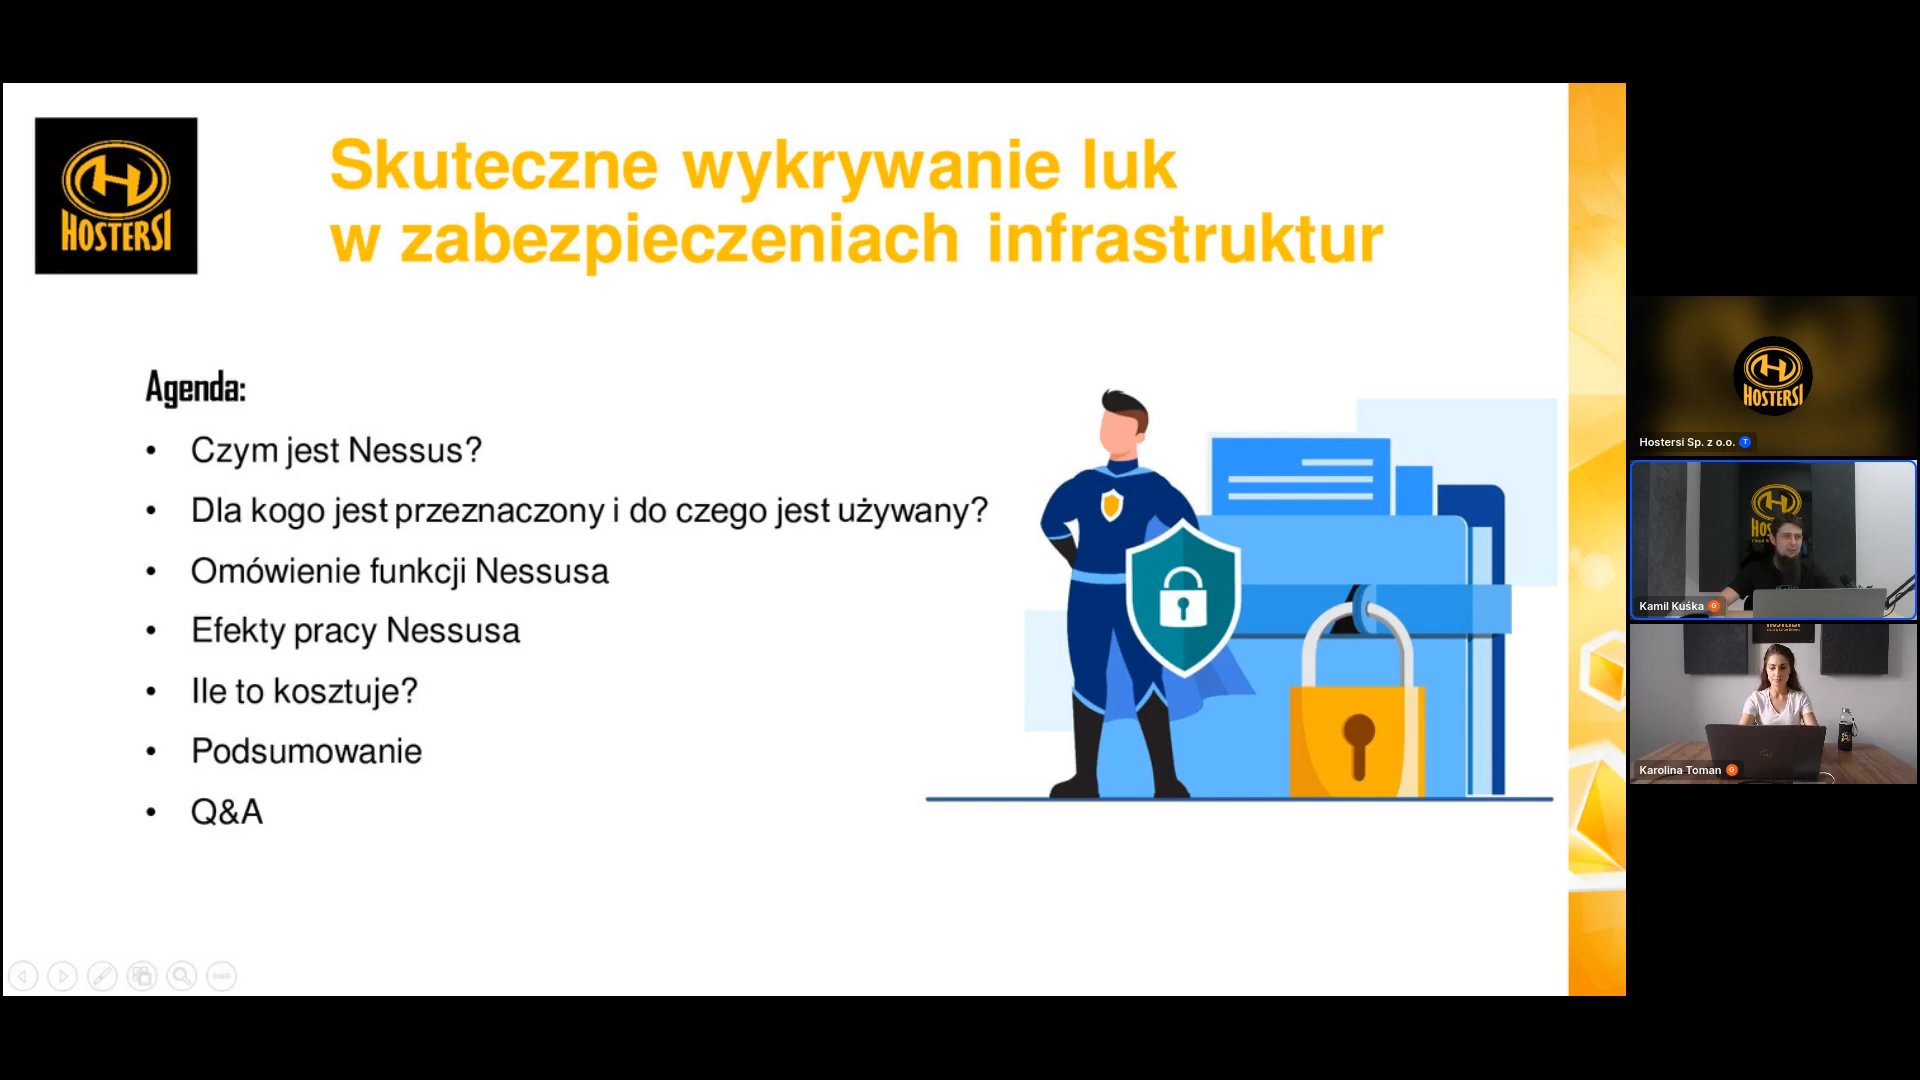 HOSTERSI
Skuteczne wykrywanie luk
w zabezpieczeniach infrastruktur
Agenda:
• Czym jest Nessus?
• Dla kogo jest przeznaczony i do czego jest używany?
• Omówienie funkcji Nessusa
• Efekty pracy Nessusa
• Ile to kosztuje?
• Podsumowanie
• Q&A
HOSTERSI
Hostersi Sp. z o.o. T
Kamil Kuśka G
Karolina Toman G